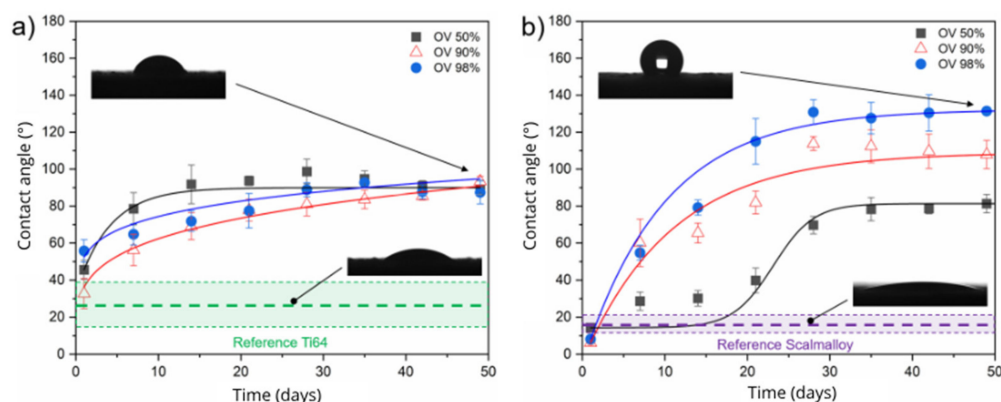 a)
Contact angle (°)
180
160
140
120
100
80
60
40
20
0
0 10 20 30 40 50
Time (days)
OV 50%
OV 90%
OV 98%
Reference Ti64
b)
Contact angle (°)
180
160
140
120
100
80
60
40
20
0
0 10 20 30 40 50
Time (days)
OV 50%
OV 90%
OV 98%
Reference Scalmalloy